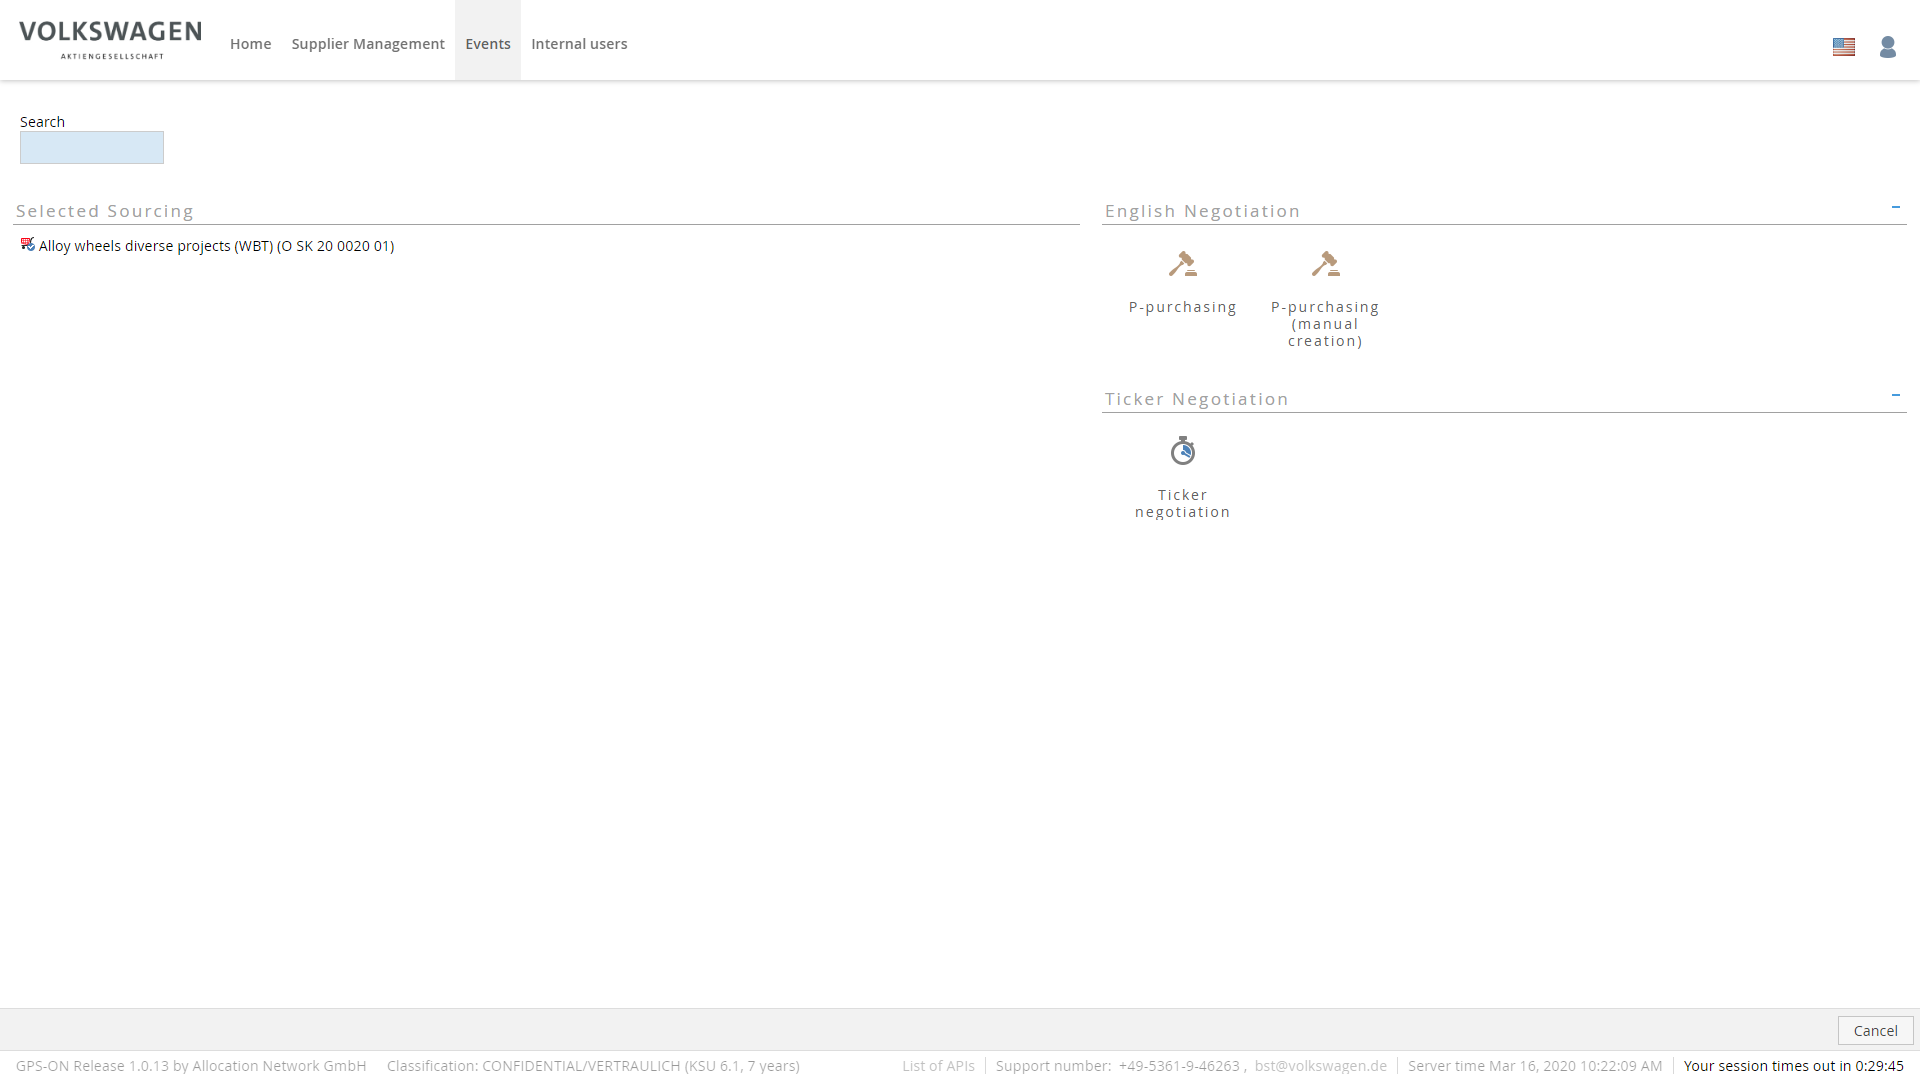 VOLKSWAGEN
AKTIENGESELLSCHAFT
Home
Supplier Management
Events
Internal users
Search
Selected Sourcing
Alloy wheels diverse projects (WBT) (O SK 20 0020 01)
English Negotiation
P-purchasing
P-purchasing
(manual
creation)
Ticker Negotiation
Ticker
negotiation
Cancel
GPS-ON Release 1.0.13 by Allocation Network GmbH
Classification: CONFIDENTIAL/VERTRAULICH (KSU 6.1, 7 years)
List of APIs
Support number: +49-5361-9-46263 , bst@volkswagen.de
Server time Mar 16, 2020 10:22:09 AM
Your session times out in 0:29:45